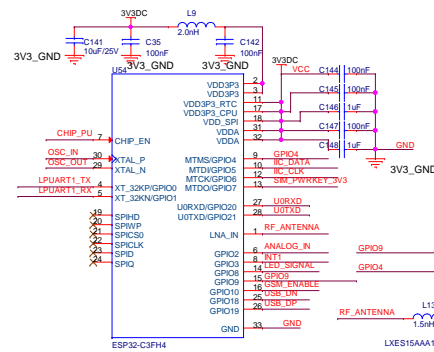 3V3DC
L9
2.0nH
3V3_GND
C141
10uF/25V
C35
100nF
3V3_GND
C142
100nF
3V3_GND
U54
3V3DC
VCC
C144
100nF
C145
100nF
C146
1uF
C147
100nF
C148
1uF
GND
3V3_GND
VDD3P3 2
VDD3P3 3
VDD3P3_RTC 11
VDD3P3_CPU 17
VDD_SPI 18
VDDA 31
VDDA 32
CHIP_PU 7 CHIP_EN
OSC_IN 30 XTAL_P
OSC_OUT 29 XTAL_N
LPUART1_TX 4 XT_32KP/GPIO0
LPUART1_RX 5 XT_32KN/GPIO1
MTMS/GPIO4 9 GPIO4
MTDI/GPIO5 10 IIC_DATA
MTCK/GPIO6 12 IIC_CLK
MTDO/GPIO7 13 SIM_PWRKEY_3V3
U0RXD/GPIO20 27 U0RXD
U0TXD/GPIO21 28 U0TXD
19 SPIHD
20 SPIWP
21 SPICS0
22 SPICLK
23 SPID
24 SPIQ
LNA_IN 1 RF_ANTENNA
GPIO2 6 ANALOG_IN
GPIO3 8 INT1
GPIO8 14 LED_SIGNAL
GPIO9 15 GPIO9
GPIO10 16 GSM_ENABLE
GPIO18 25 USB_DN
GPIO19 26 USB_DP
GND 33 GND
ESP32-C3FH4
GPIO9
GPIO4
RF_ANTENNA
L13
1.5nH
LXES15AAA1